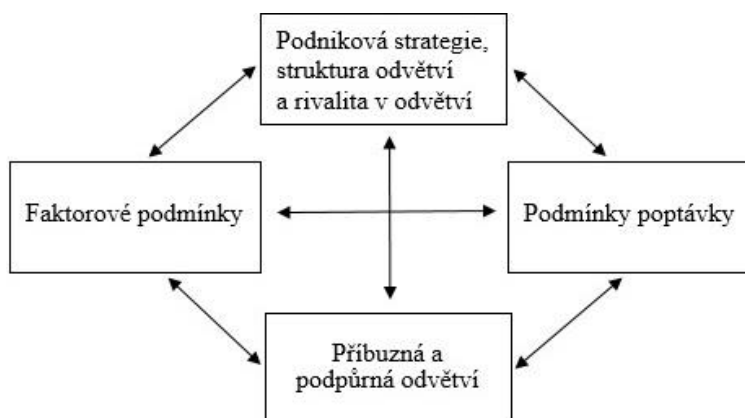 Podniková strategie,
struktura odvětví
a rivalita v odvětví
Faktorové podmínky
Podmínky poptávky
Příbuzná a
podpůrná odvětví